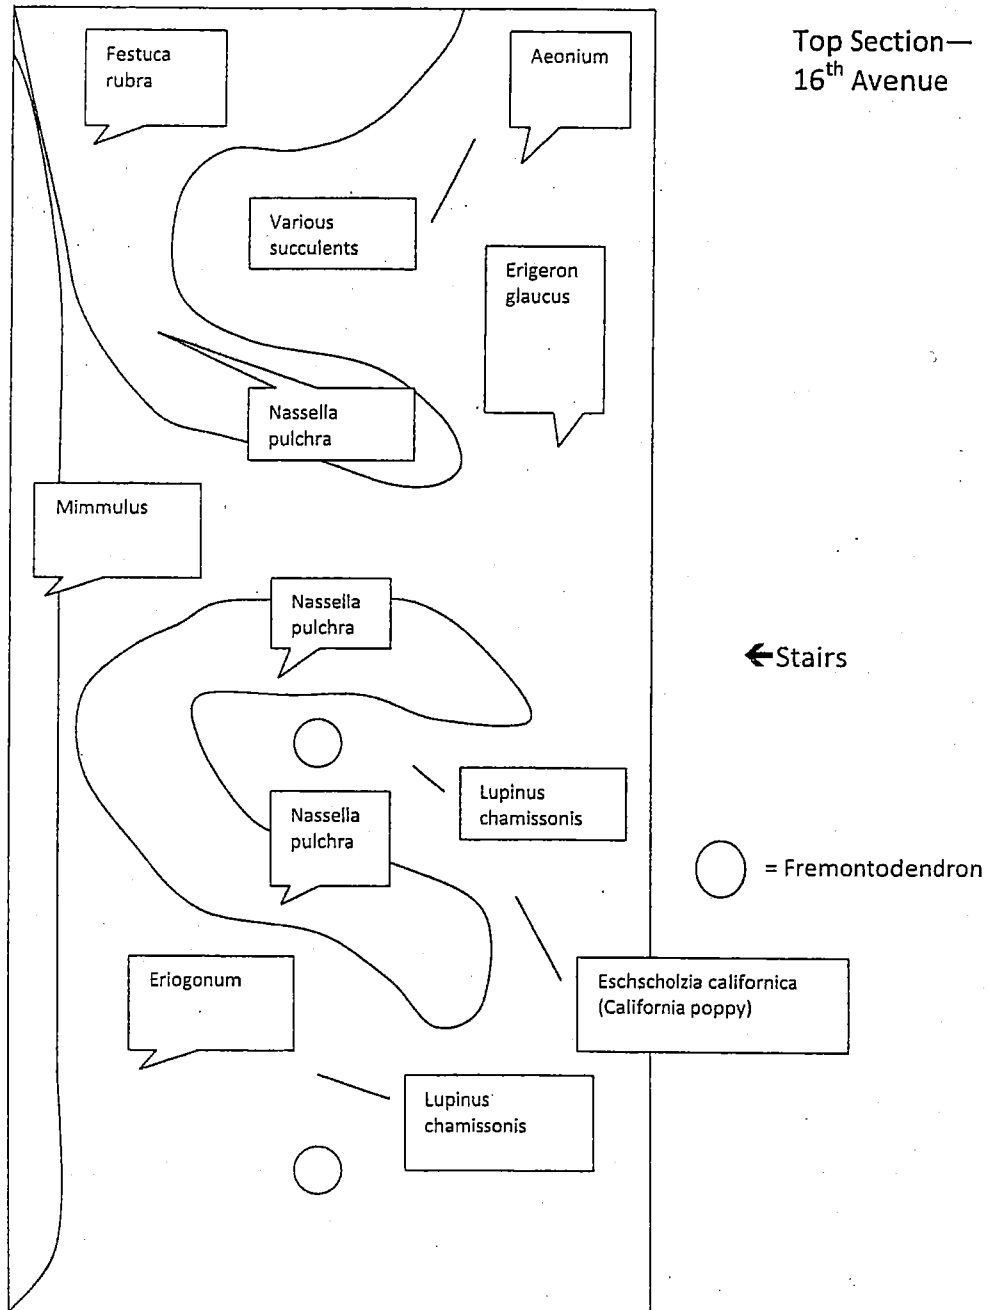 Top Section—
16th Avenue
Festuca
rubra
Aeonium
Various
succulents
Erigeron
glaucus
Nassella
pulchra
Mimmulus
Nassella
pulchra
←Stairs
Lupinus
chamissonis
Nassella
pulchra
= Fremontodendron
Eriogonum
Eschscholzia californica
(California poppy)
Lupinus
chamissonis